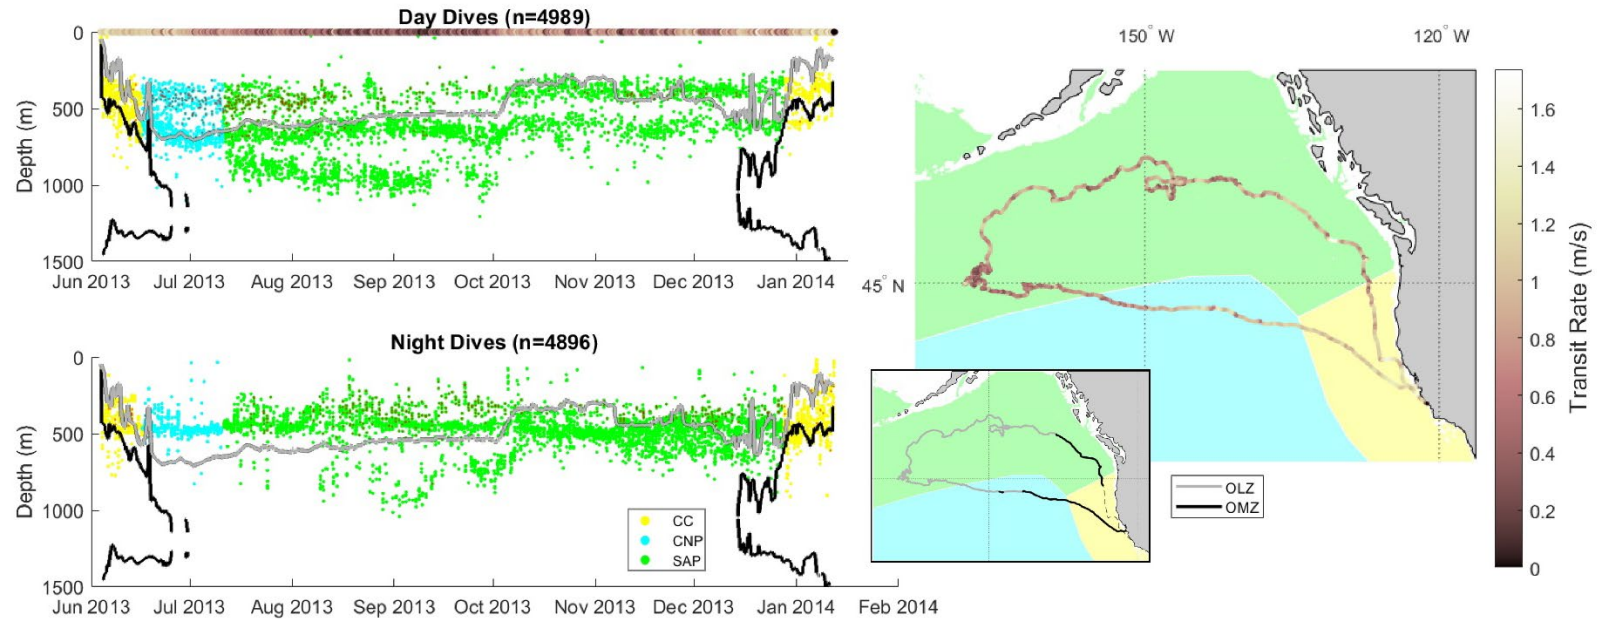 Day Dives (n=4989)
Depth (m)
0
500
1000
1500
Jun 2013 Jul 2013 Aug 2013 Sep 2013 Oct 2013 Nov 2013 Dec 2013 Jan 2014
Night Dives (n=4896)
Depth (m)
0
500
1000
1500
CC
CNP
SAP
Jun 2013 Jul 2013 Aug 2013 Sep 2013 Oct 2013 Nov 2013 Dec 2013 Jan 2014 Feb 2014
150° W 120° W
45° N
OLZ
OMZ
1.6
1.4
1.2
1
0.8
0.6
0.4
0.2
0
Transit Rate (m/s)